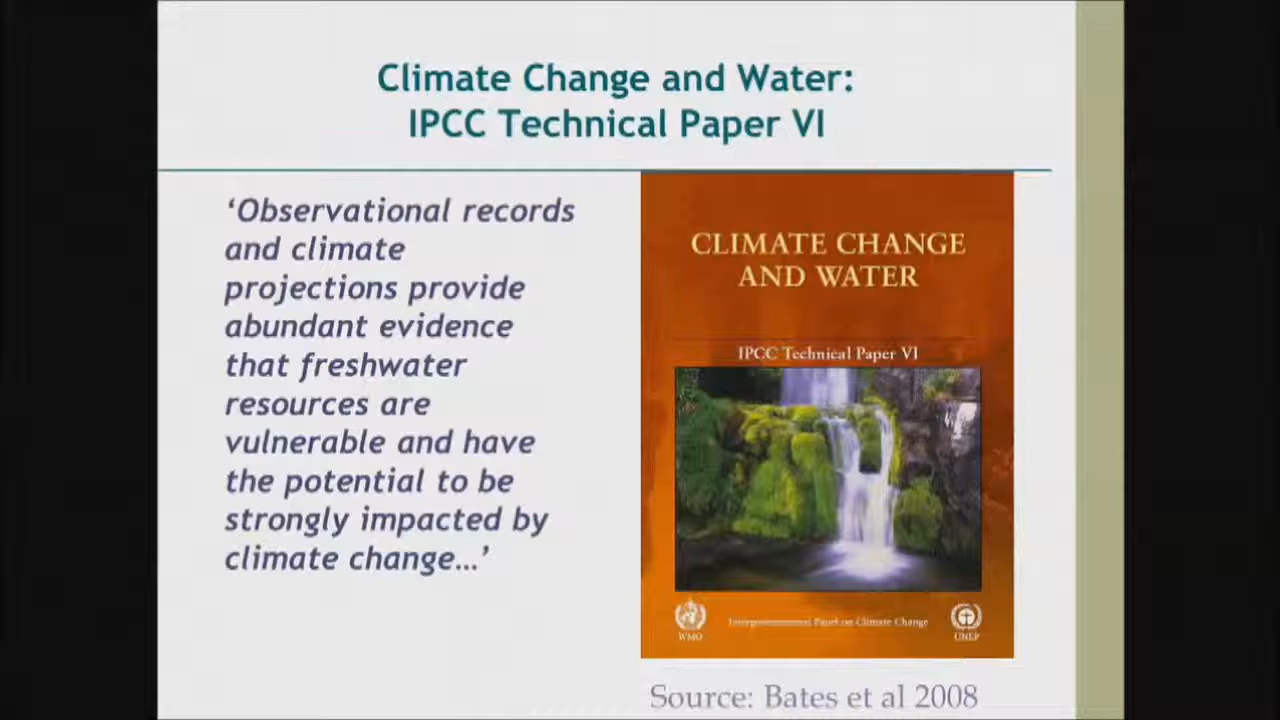 Climate Change and Water:
IPCC Technical Paper VI
‘Observational records
and climate
projections provide
abundant evidence
that freshwater
resources are
vulnerable and have
the potential to be
strongly impacted by
climate change…’
CLIMATE CHANGE
AND WATER
IPCC Technical Paper VI
WMO
Intergovernmental Panel on Climate Change
UNEP
Source: Bates et al 2008